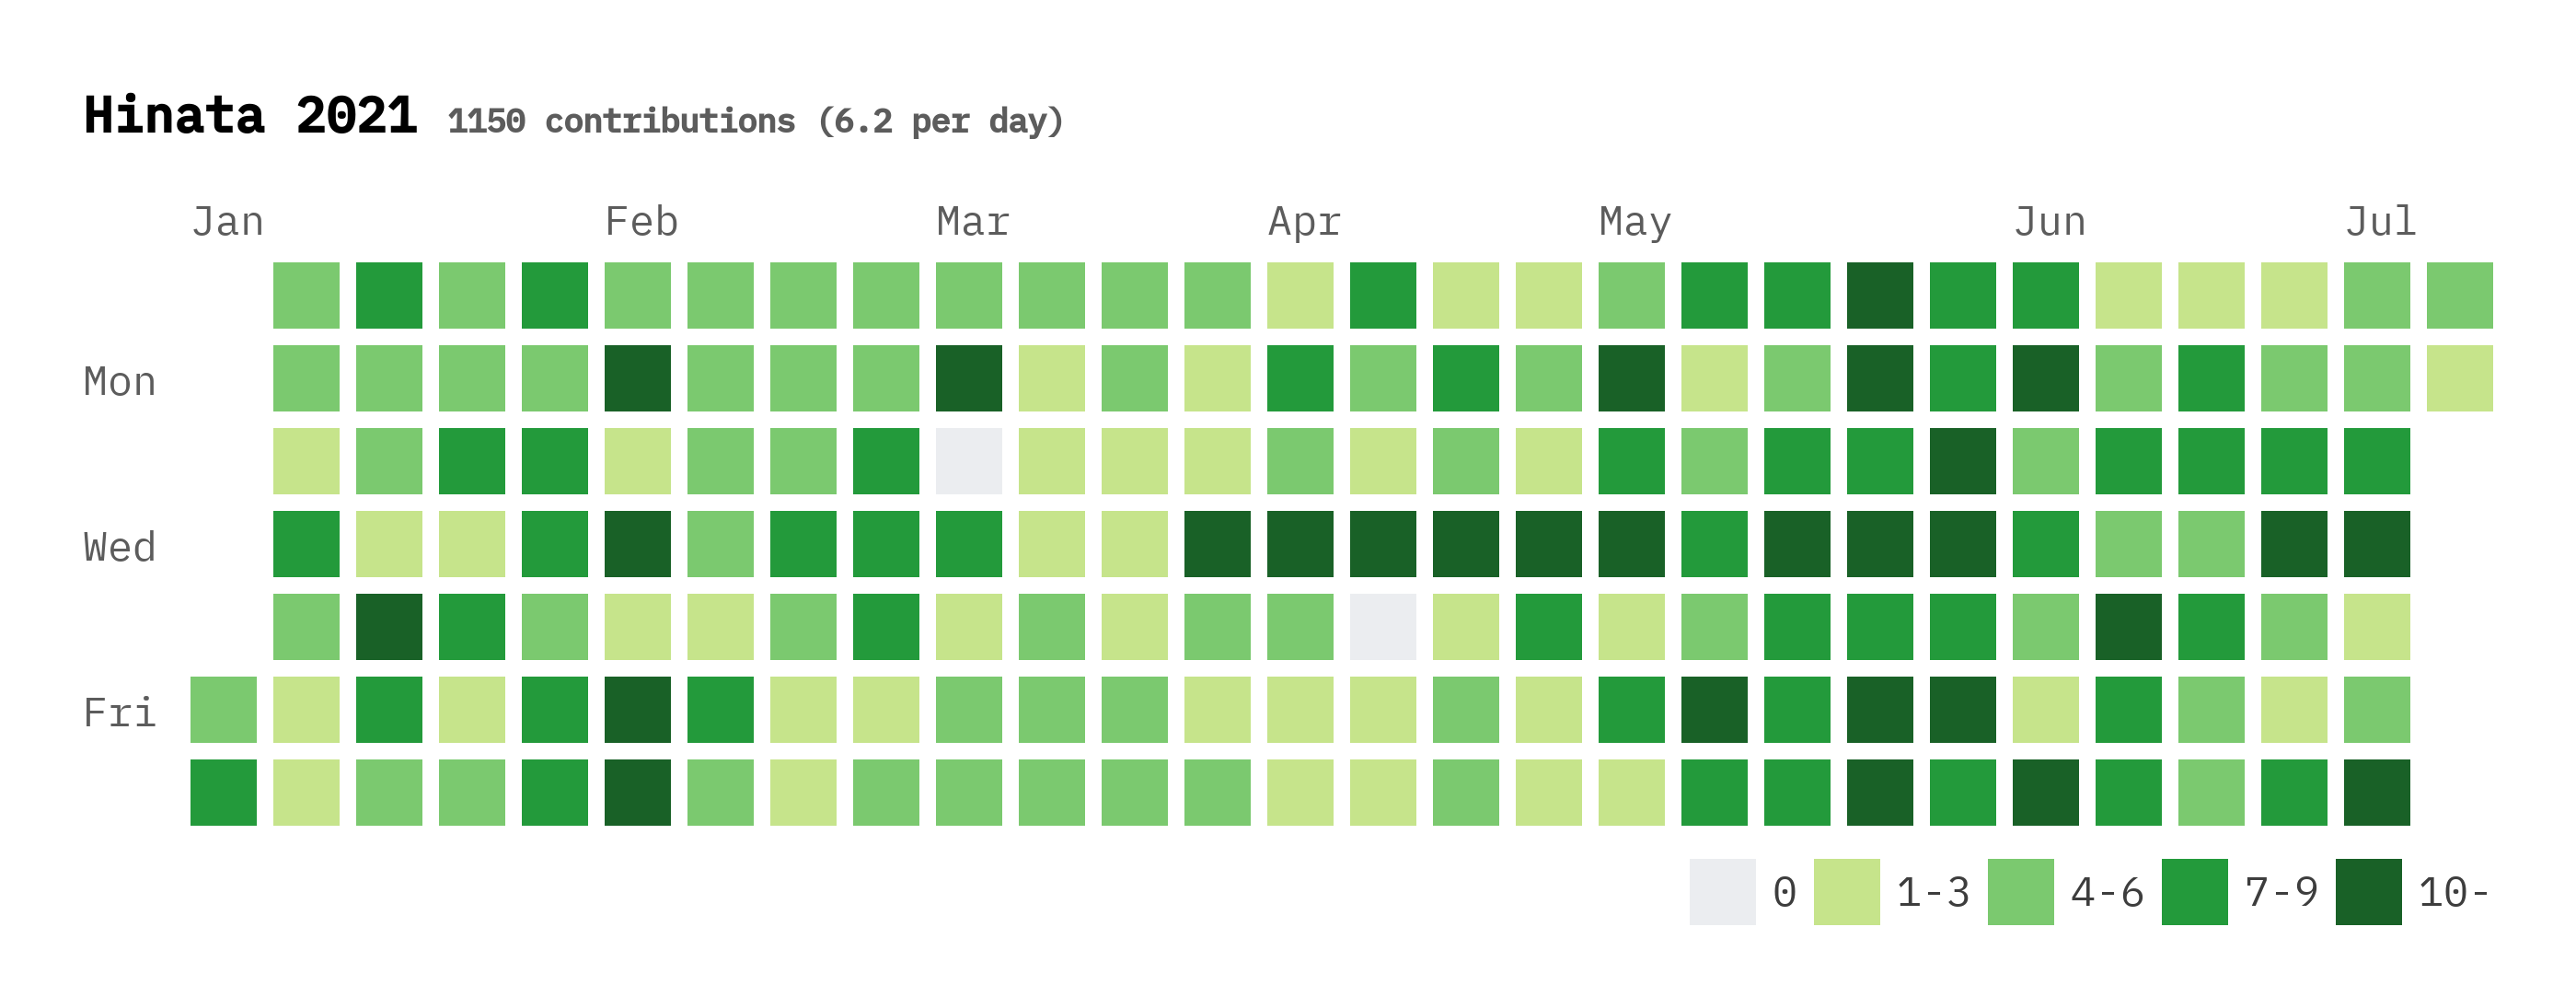 Hinata 2021 1150 contributions (6.2 per day)
Jan Feb Mar Apr May Jun Jul
Mon
Wed
Fri
0 1-3 4-6 7-9 10-